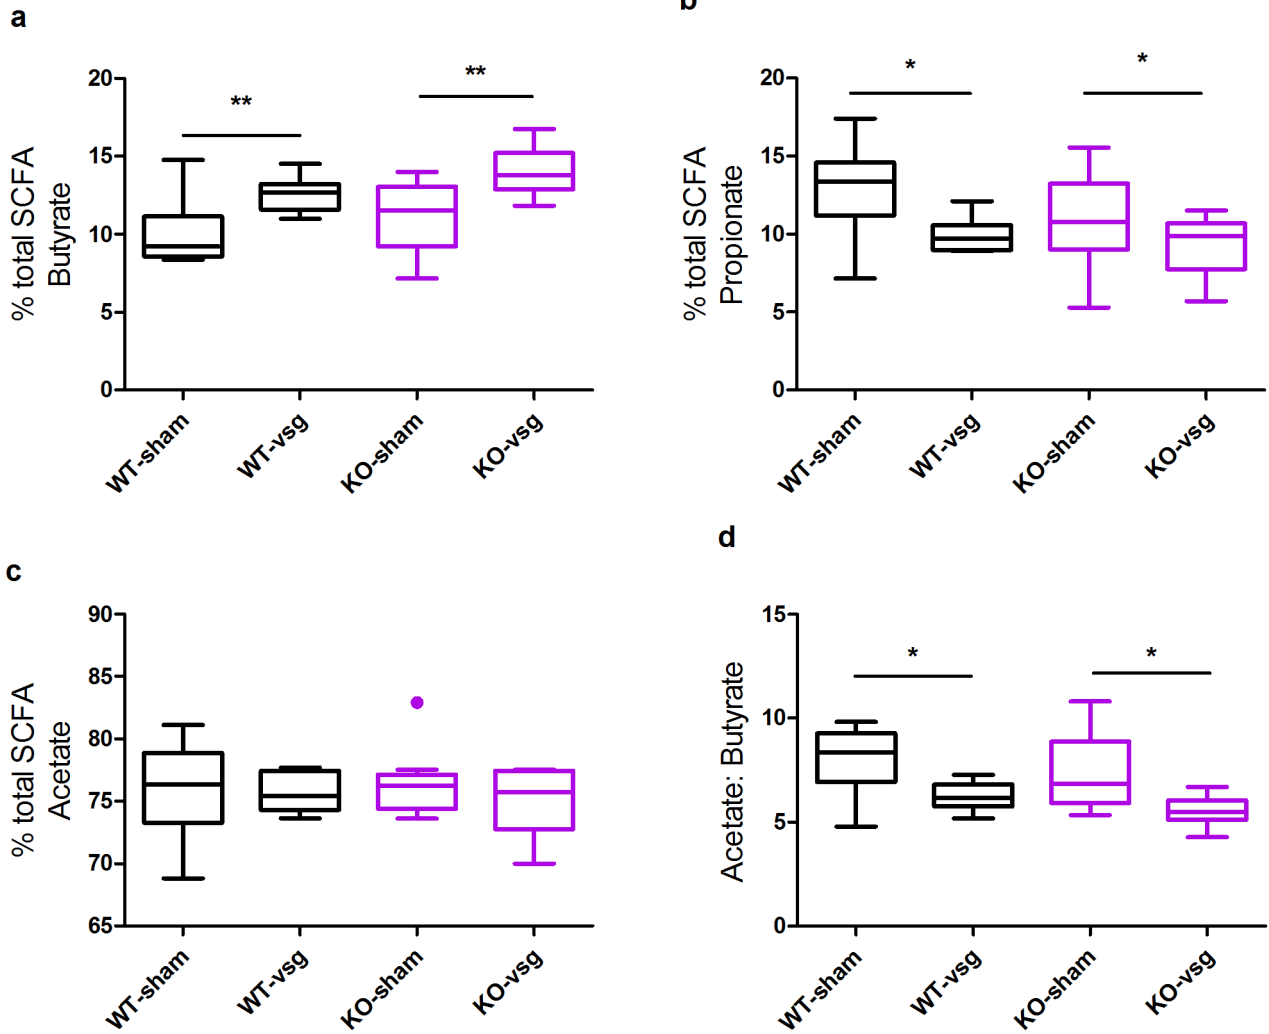 a
% total SCFA
Butyrate
20
15
10
5
0
**
**
WT-sham
WT-vsg
KO-sham
KO-vsg
b
% total SCFA
Propionate
20
15
10
5
0
*
*
WT-sham
WT-vsg
KO-sham
KO-vsg
c
% total SCFA
Acetate
90
85
80
75
70
65
WT-sham
WT-vsg
KO-sham
KO-vsg
d
Acetate: Butyrate
15
10
5
0
*
*
WT-sham
WT-vsg
KO-sham
KO-vsg